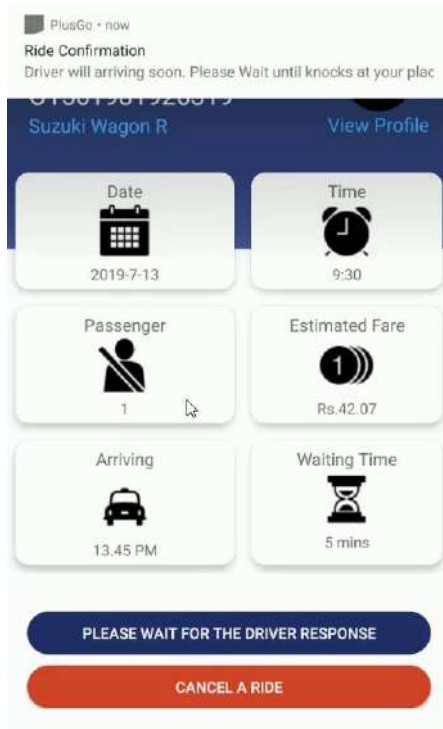 PlusGo • now
Ride Confirmation
Driver will arriving soon. Please Wait until knocks at your plac
Suzuki Wagon R
View Profile
Date
Time
2019-7-13
9:30
Passenger
Estimated Fare
1
1
Rs.42.07
Arriving
Waiting Time
13.45 PM
5 mins
PLEASE WAIT FOR THE DRIVER RESPONSE
CANCEL A RIDE